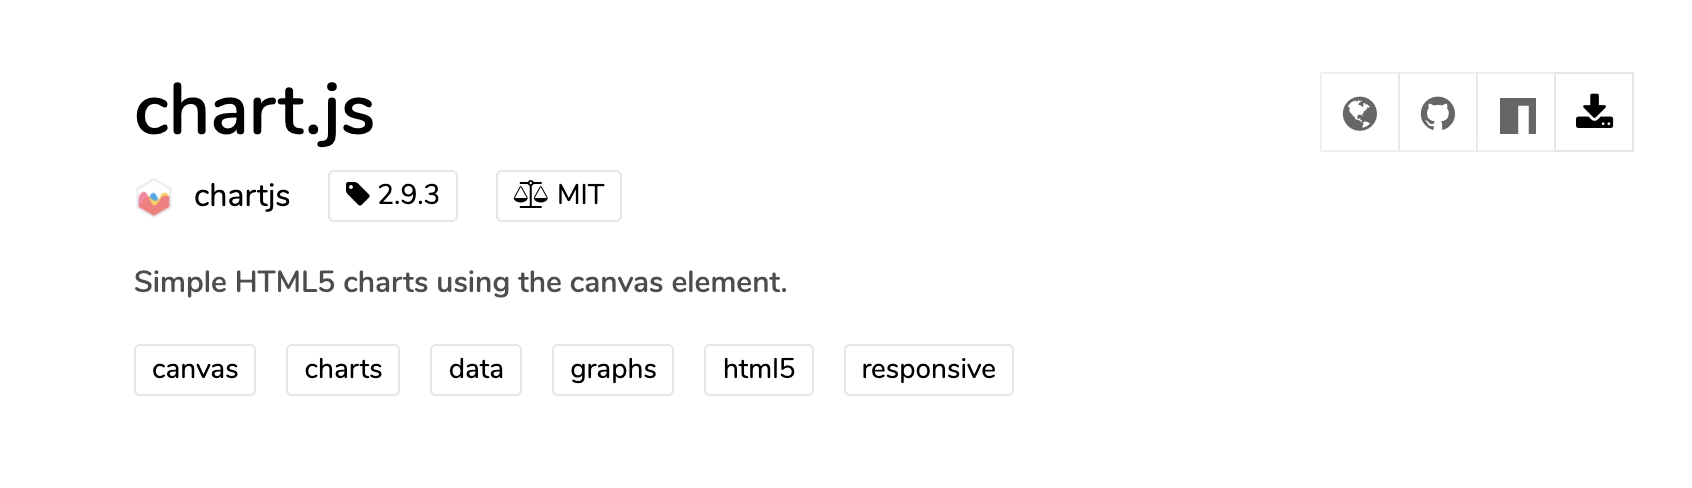 chart.js
chartjs 2.9.3 MIT
Simple HTML5 charts using the canvas element.
canvas charts data graphs html5 responsive